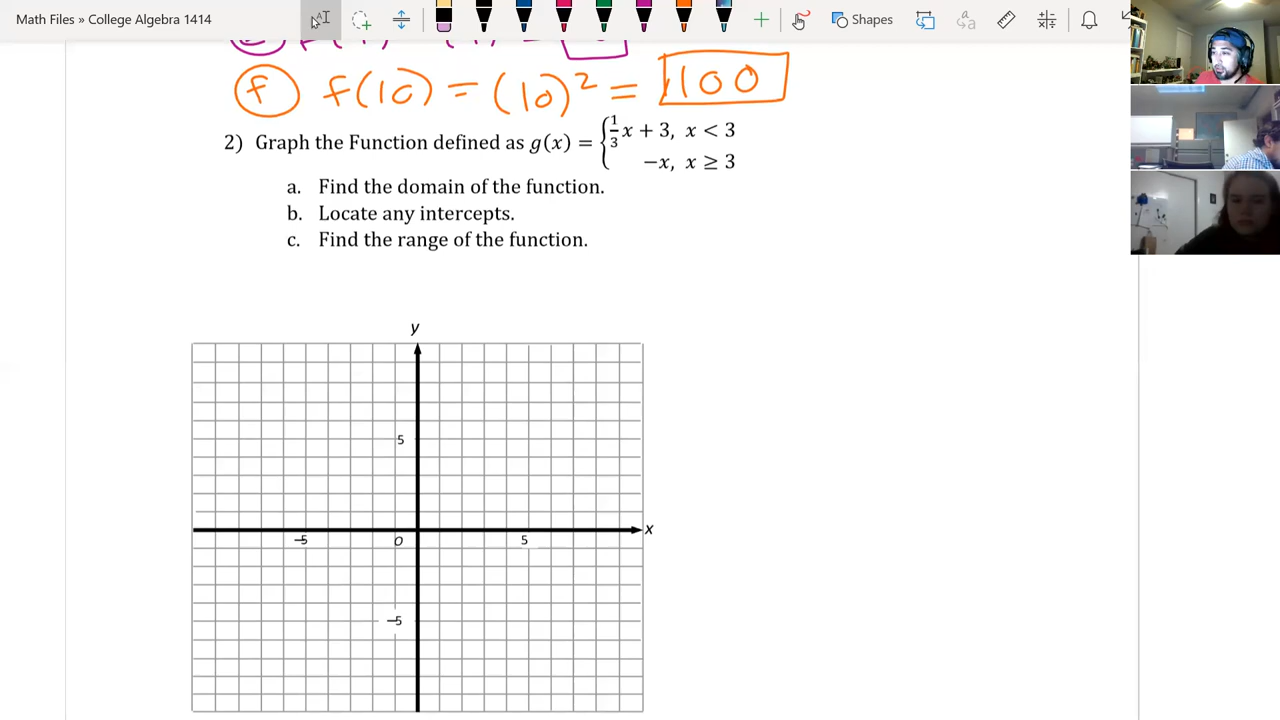 Math Files » College Algebra 1414
Shapes
f f(10) = (10)² = 100
2) Graph the Function defined as g(x) = { 1/3 x + 3, x < 3
−x, x ≥ 3
a. Find the domain of the function.
b. Locate any intercepts.
c. Find the range of the function.
y
5
x
−5 0 5
−5